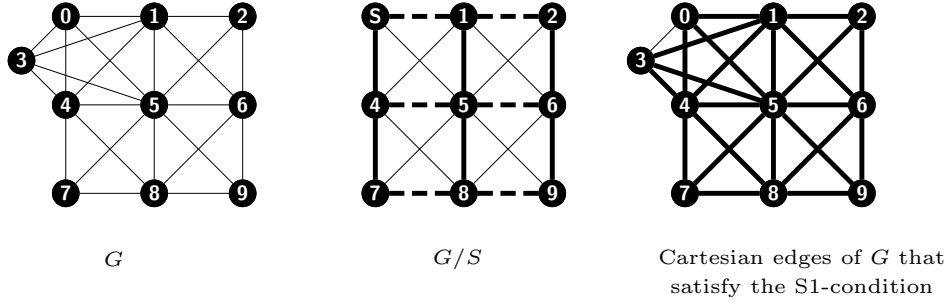 0 1 2 S 1 2 0 1 2
3 3
4 5 6 4 5 6 4 5 6
7 8 9 7 8 9 7 8 9
G G/S Cartesian edges of G that
satisfy the S1-condition